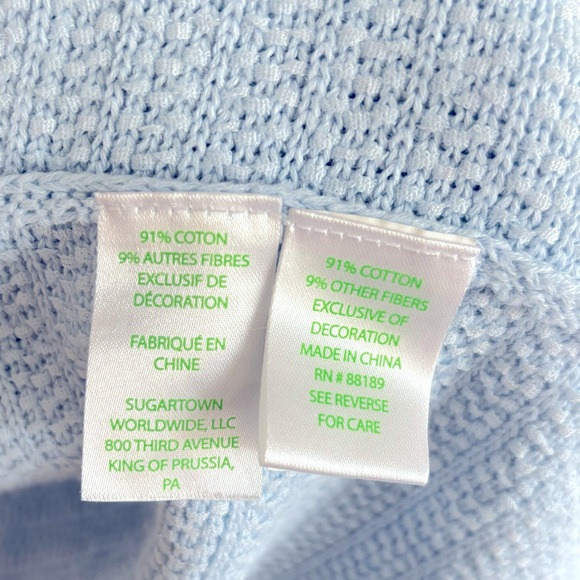 91% COTON
9% AUTRES FIBRES
EXCLUSIF DE
DÉCORATION
FABRIQUÉ EN
CHINE
SUGARTOWN
WORLDWIDE, LLC
800 THIRD AVENUE
KING OF PRUSSIA,
PA
91% COTTON
9% OTHER FIBERS
EXCLUSIVE OF
DECORATION
MADE IN CHINA
RN # 88189
SEE REVERSE
FOR CARE